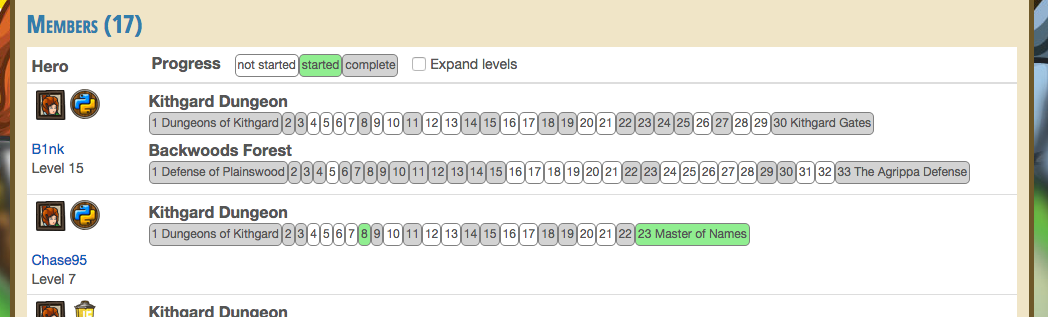 MEMBERS (17)
Hero Progress not started started complete Expand levels
Kithgard Dungeon
1 Dungeons of Kithgard 2 3 4 5 6 7 8 9 10 11 12 13 14 15 16 17 18 19 20 21 22 23 24 25 26 27 28 29 30 Kithgard Gates
B1nk
Level 15
Backwoods Forest
1 Defense of Plainswood 2 3 4 5 6 7 8 9 10 11 12 13 14 15 16 17 18 19 20 21 22 23 24 25 26 27 28 29 30 31 32 33 The Agrippa Defense
Kithgard Dungeon
1 Dungeons of Kithgard 2 3 4 5 6 7 8 9 10 11 12 13 14 15 16 17 18 19 20 21 22 23 Master of Names
Chase95
Level 7
Kithgard Dungeon